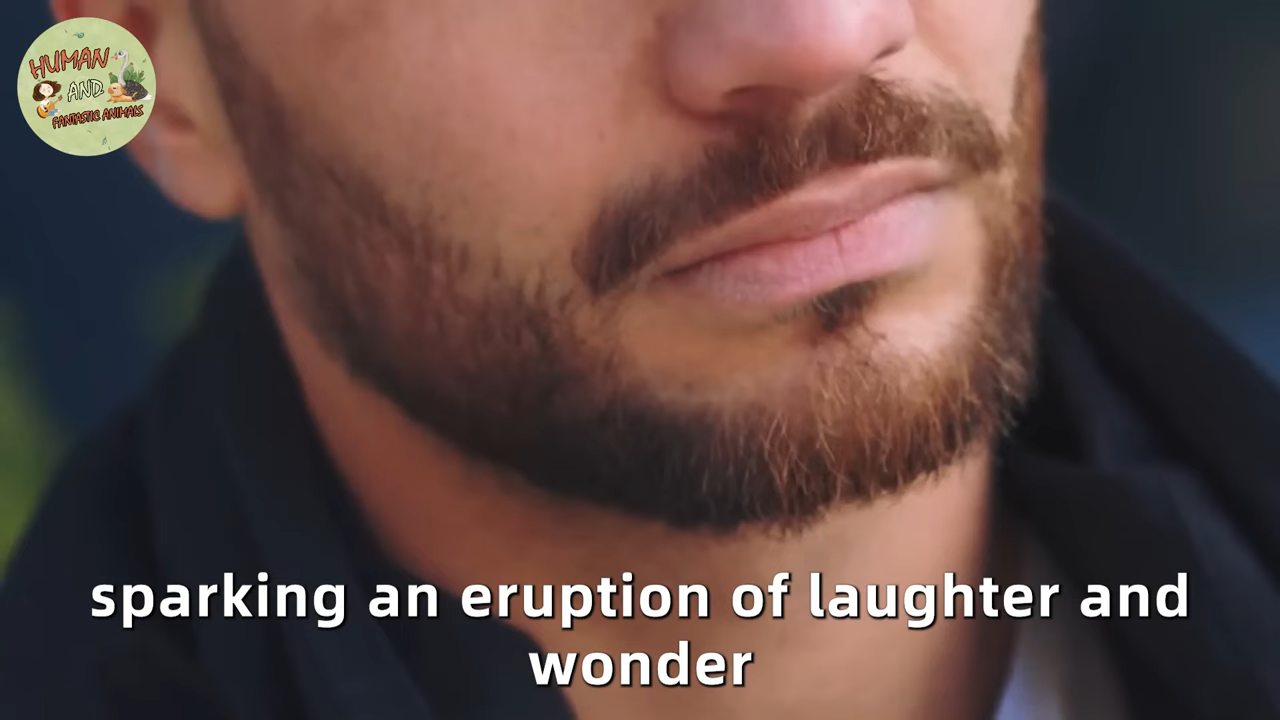 HUMAN
AND
FANTASTIC ANIMALS
sparking an eruption of laughter and
wonder